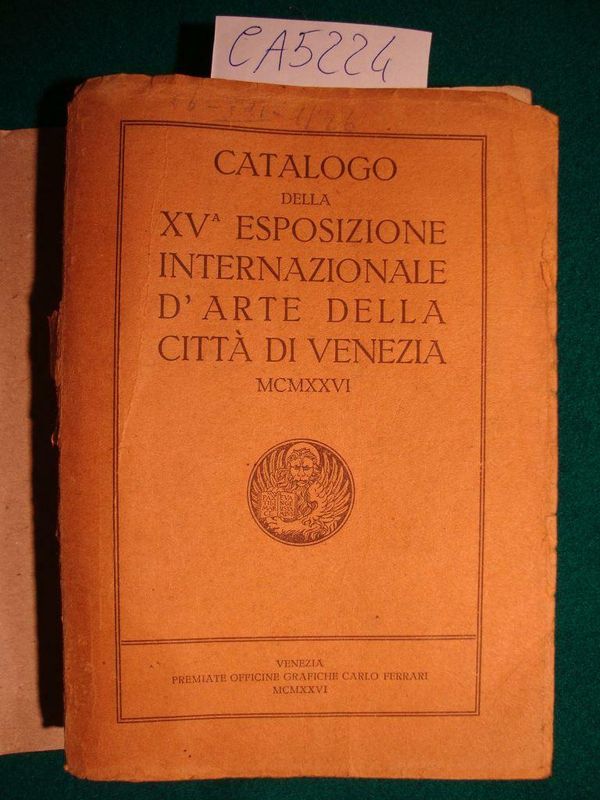 CA5224
CATALOGO
DELLA
XVᴬ ESPOSIZIONE
INTERNAZIONALE
D'ARTE DELLA
CITTÀ DI VENEZIA
MCMXXVI
VENEZIA
PREMIATE OFFICINE GRAFICHE CARLO FERRARI
MCMXXVI